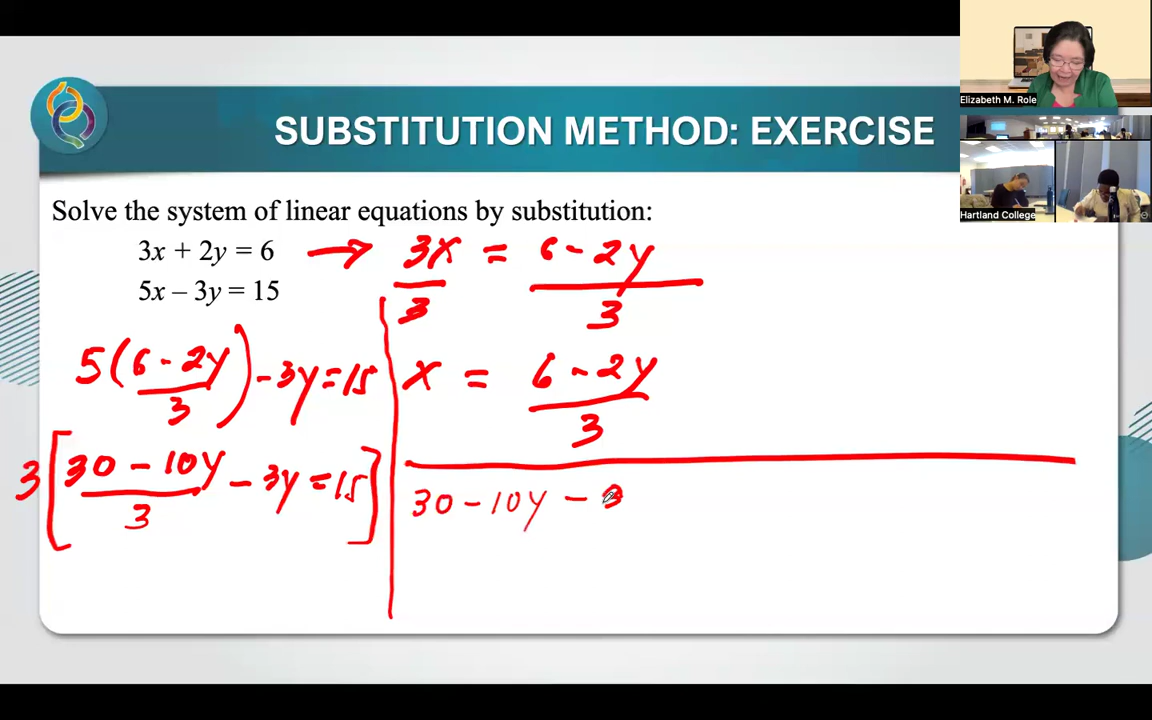 SUBSTITUTION METHOD: EXERCISE
Elizabeth M. Role
Hartland College
Solve the system of linear equations by substitution:
3x + 2y = 6 → 3x = 6 - 2y
3 3
5x – 3y = 15
5(6 - 2y) - 3y = 15
3
x = 6 - 2y
3
3[30 - 10y - 3y = 15]
3
30 - 10y -